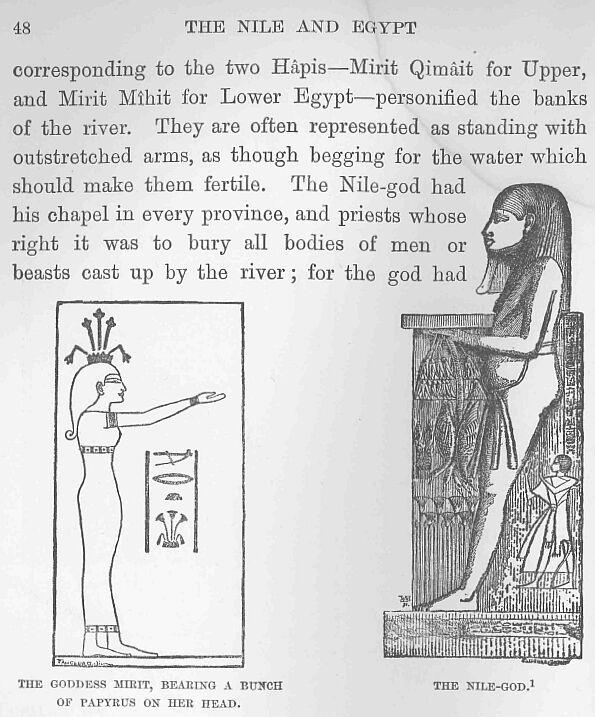 48 THE NILE AND EGYPT
corresponding to the two Hâpis—Mirit Qimâit for Upper,
and Mirit Mîhit for Lower Egypt—personified the banks
of the river. They are often represented as standing with
outstretched arms, as though begging for the water which
should make them fertile. The Nile-god had
his chapel in every province, and priests whose
right it was to bury all bodies of men or
beasts cast up by the river; for the god had
THE GODDESS MIRIT, BEARING A BUNCH
OF PAPYRUS ON HER HEAD.
THE NILE-GOD.¹